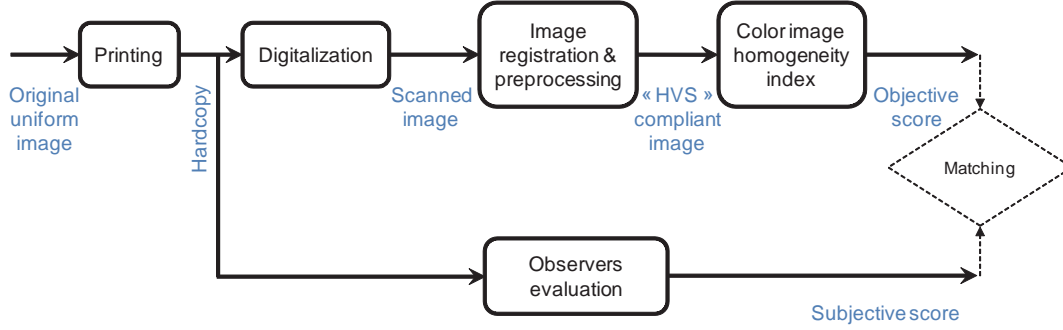 Printing
Digitalization
Image
registration &
preprocessing
Color image
homogeneity
index
Original
uniform
image
Hardcopy
Scanned
image
« HVS »
compliant
image
Objective
score
Matching
Observers
evaluation
Subjective score